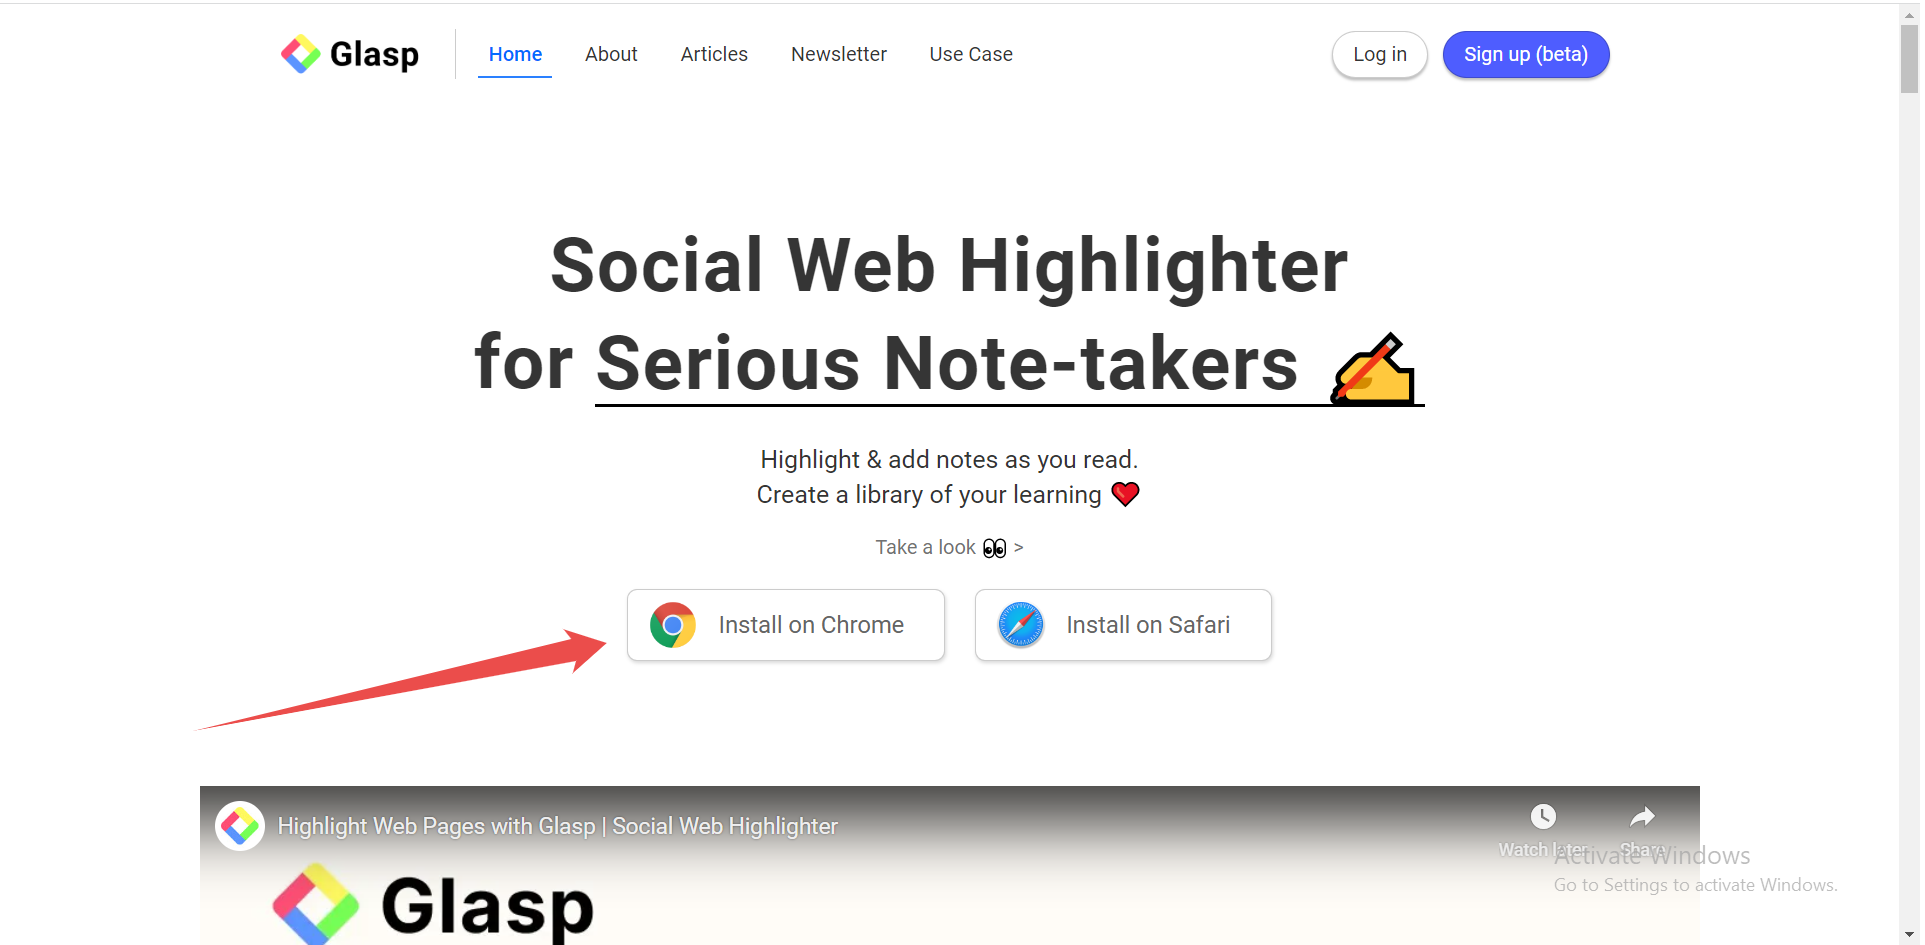 Glasp
Home About Articles Newsletter Use Case
Log in
Sign up (beta)
Social Web Highlighter
for Serious Note-takers
Highlight & add notes as you read.
Create a library of your learning
Take a look >
Install on Chrome
Install on Safari
Highlight Web Pages with Glasp | Social Web Highlighter
Watch later
Share
Glasp
Activate Windows
Go to Settings to activate Windows.